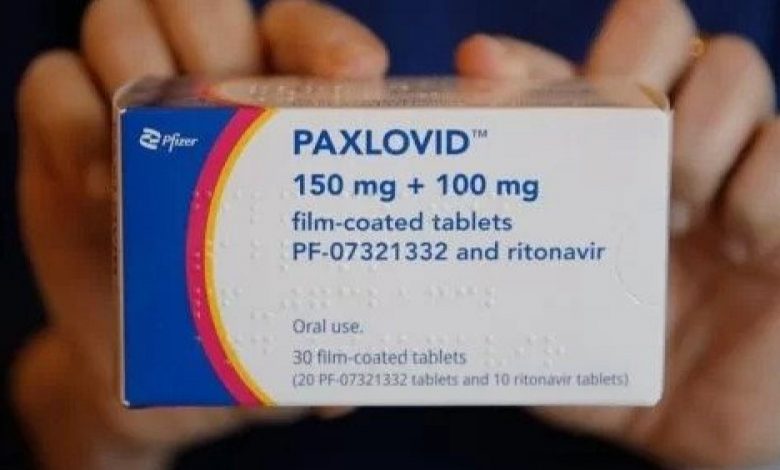 Pfizer
PAXLOVID™
150 mg + 100 mg
film-coated tablets
PF-07321332 and ritonavir
Oral use.
30 film-coated tablets
(20 PF-07321332 tablets and 10 ritonavir tablets)